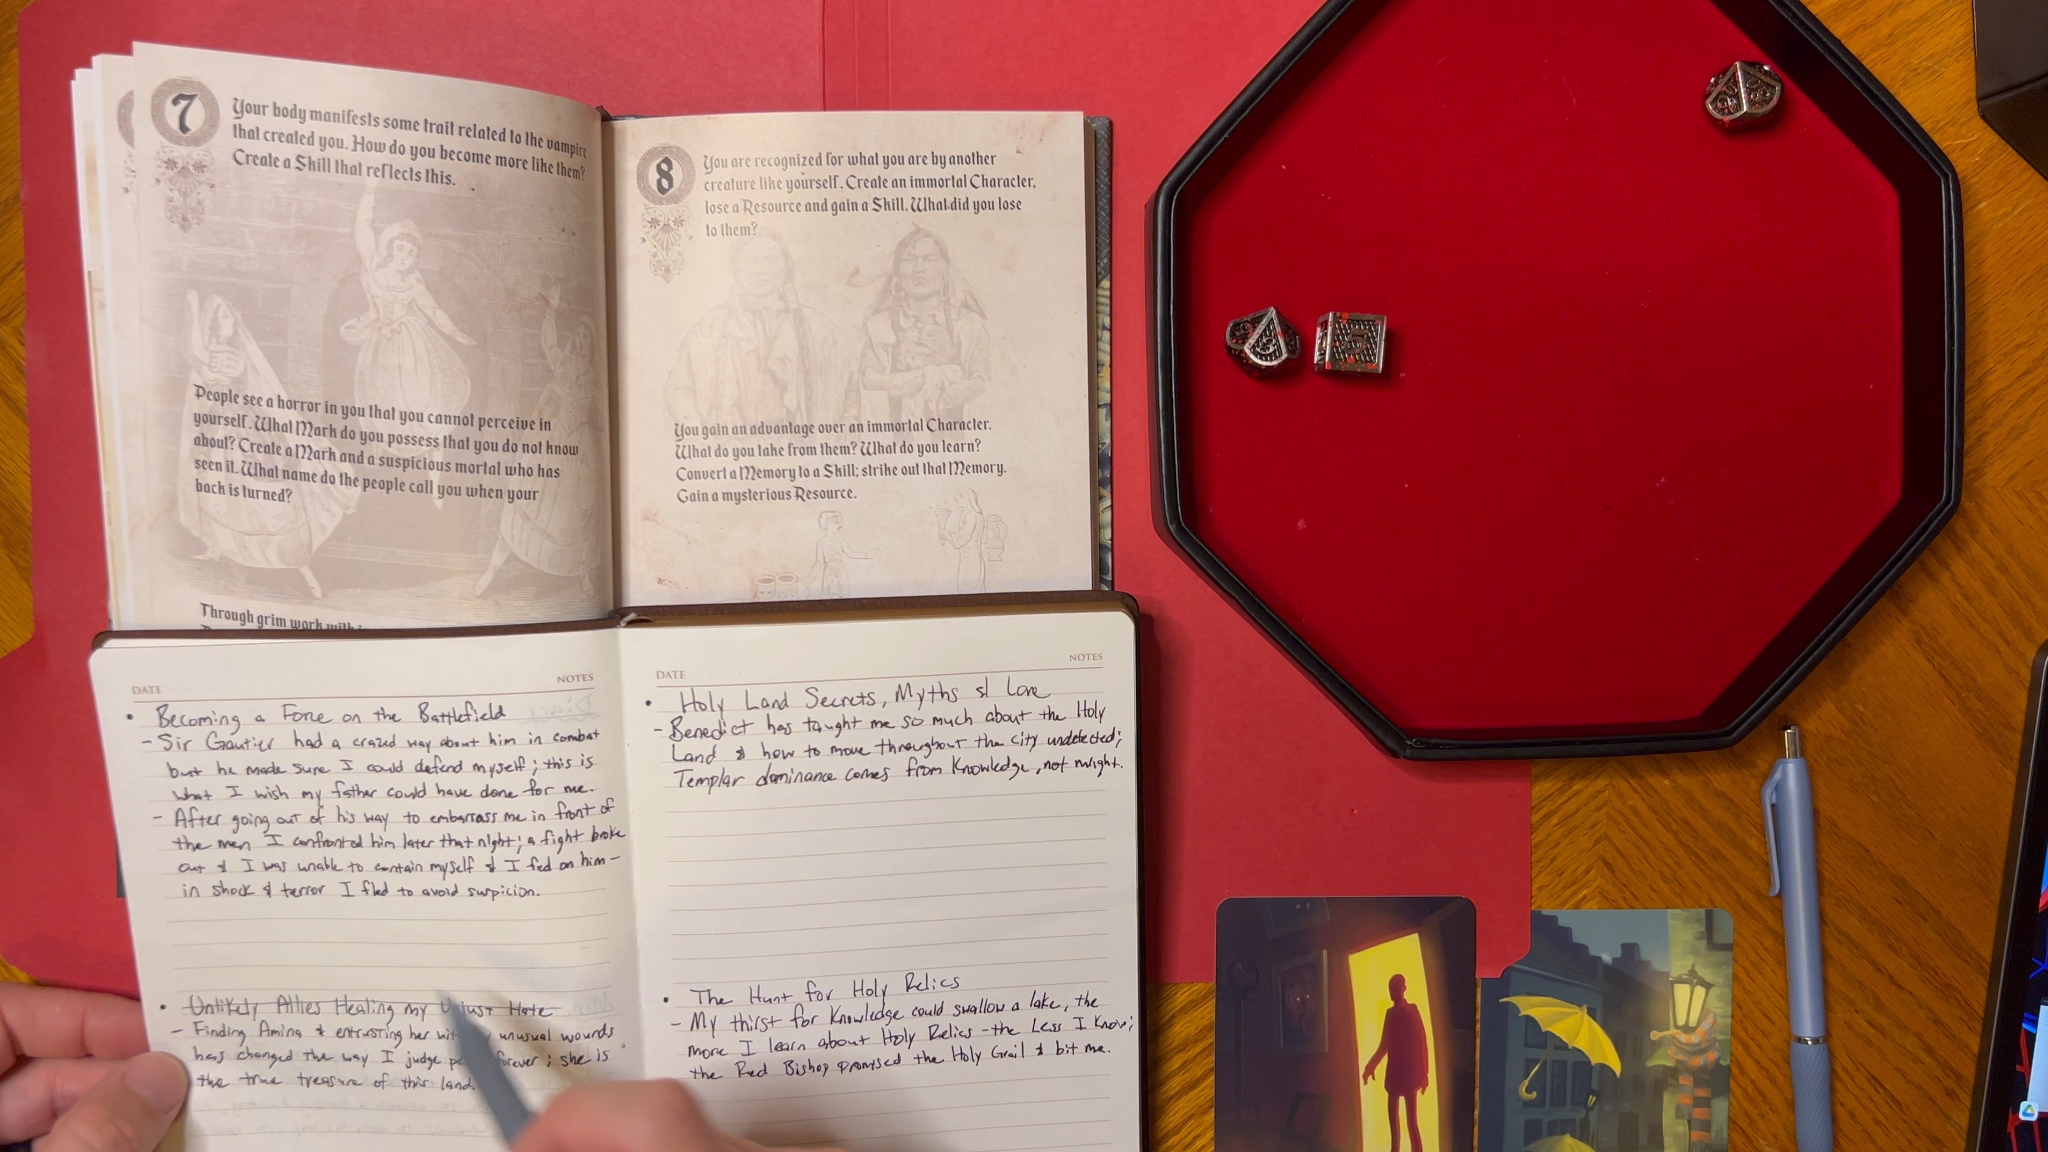 7
Your body manifests some trait related to the vampire
that created you. How do you become more like them?
Create a Skill that reflects this.
People see a horror in you that you cannot perceive in
yourself. What Mark do you possess that you do not know
about? Create a Mark and a suspicious mortal who has
seen it. What name do the people call you when your
back is turned?
Through grim work with
8
You are recognized for what you are by another
creature like yourself. Create an immortal Character,
lose a Resource and gain a Skill. What did you lose
to them?
You gain an advantage over an immortal Character.
What do you take from them? What do you learn?
Convert a Memory to a Skill; strike out that Memory.
Gain a mysterious Resource.
DATE
NOTES
• Becoming a Force on the Battlefield
- Sir Gautier had a crazed way about him in combat
but he made sure I could defend myself; this is
what I wish my father could have done for me.
- After going out of his way to embarrass me in front of
the men I confronted him later that night; a fight broke
out & I was unable to contain myself & I fed on him -
in shock & terror I fled to avoid suspicion.
• Unlikely Allies Healing my Unjust Hate
- Finding Amina & entrusting her with unusual wounds
has changed the way I judge forever; she is
the true treasure of this land.
DATE
NOTES
• Holy Land Secrets, Myths & Lore
- Benedict has taught me so much about the Holy
Land & how to move throughout the city undetected;
Templar dominance comes from Knowledge, not might.
• The Hunt for Holy Relics
- My thirst for Knowledge could swallow a lake, the
more I learn about Holy Relics - the Less I Know;
the Red Bishop promised the Holy Grail & bit me.